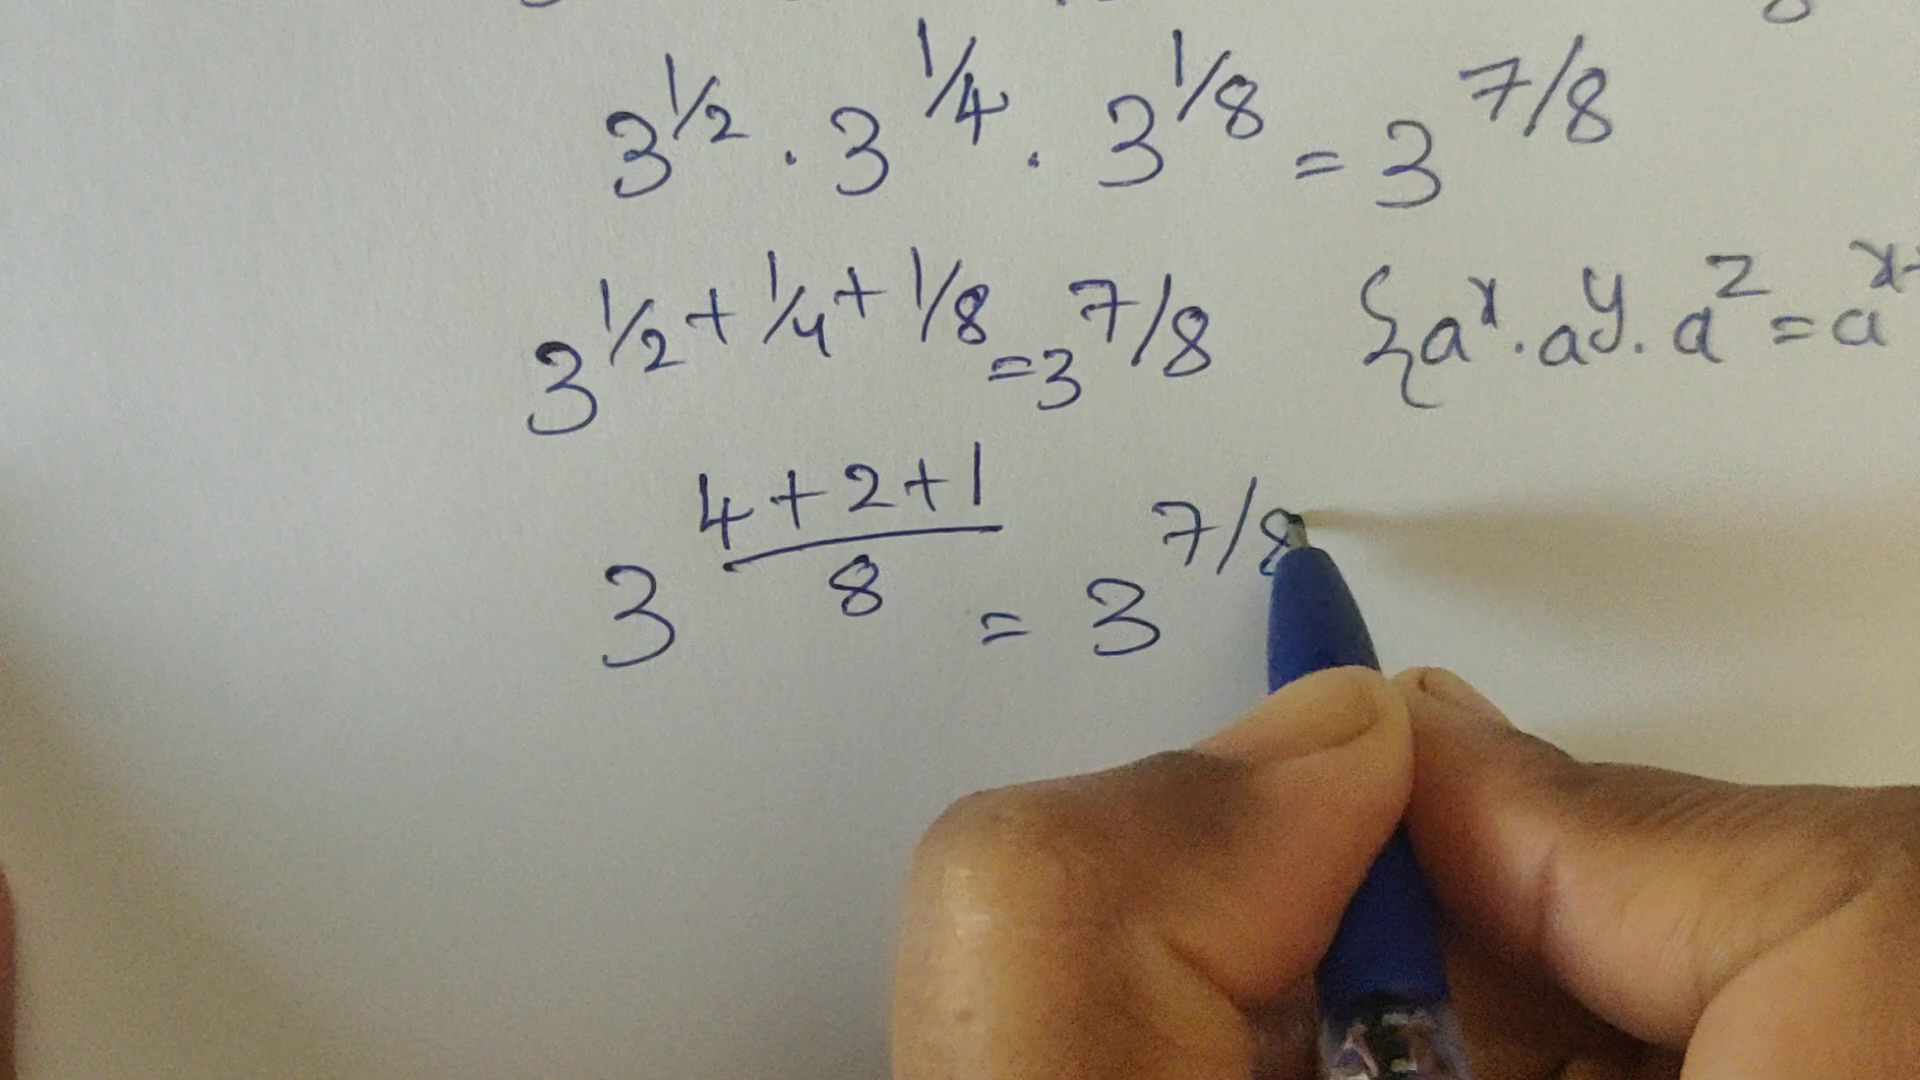 3^{1/2} . 3^{1/4} . 3^{1/8} = 3^{7/8}
3^{1/2 + 1/4 + 1/8} = 3^{7/8} {a^x . a^y . a^z = a^x
3^{\frac{4+2+1}{8}} = 3^{7/8}